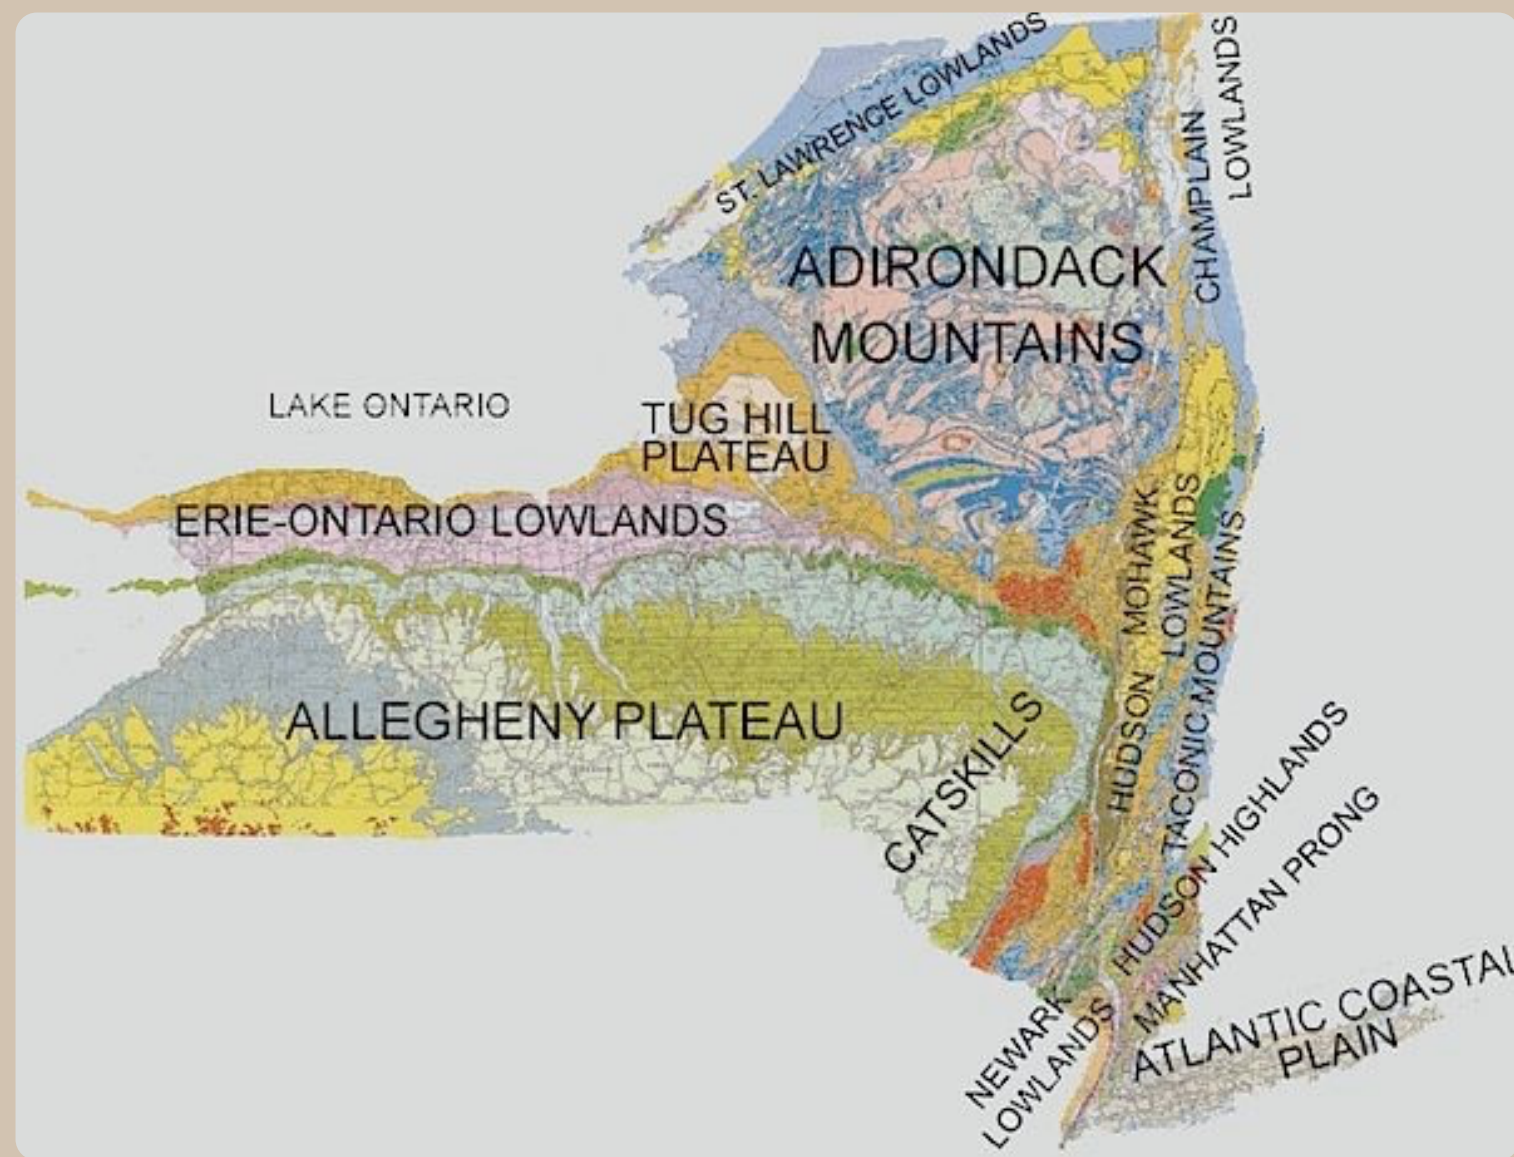 ST. LAWRENCE LOWLANDS
CHAMPLAIN
LOWLANDS
ADIRONDACK
MOUNTAINS
LAKE ONTARIO
TUG HILL
PLATEAU
ERIE-ONTARIO LOWLANDS
HUDSON MOHAWK
LOWLANDS
TACONIC MOUNTAINS
ALLEGHENY PLATEAU
CATSKILLS
HUDSON HIGHLANDS
MANHATTAN PRONG
NEWARK
LOWLANDS
ATLANTIC COASTAL
PLAIN